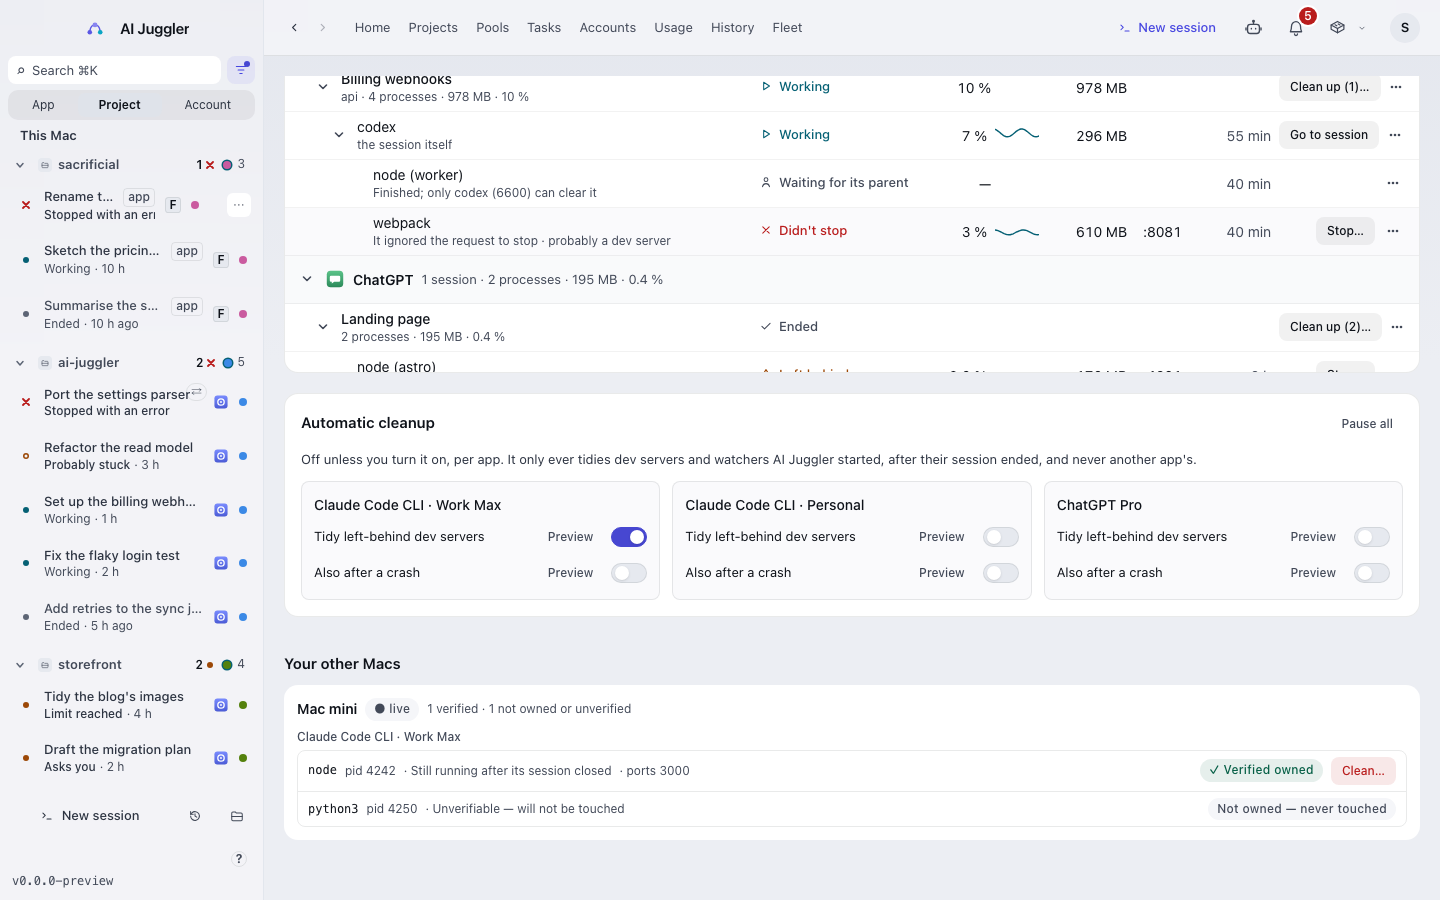 AI Juggler
Search ⌘K
App Project Account
This Mac
sacrificial 1 3
Rename t... app F
Stopped with an err
Sketch the pricin... app F
Working · 10 h
Summarise the s... app F
Ended · 10 h ago
ai-juggler 2 5
Port the settings parser
Stopped with an error
Refactor the read model
Probably stuck · 3 h
Set up the billing webh...
Working · 1 h
Fix the flaky login test
Working · 2 h
Add retries to the sync j...
Ended · 5 h ago
storefront 2 4
Tidy the blog's images
Limit reached · 4 h
Draft the migration plan
Asks you · 2 h
New session
?
v0.0.0-preview
Home Projects Pools Tasks Accounts Usage History Fleet New session 5 S
Billing webhooks Working 10 % 978 MB Clean up (1)...
api · 4 processes · 978 MB · 10 %
codex Working 7 % 296 MB 55 min Go to session
the session itself
node (worker) Waiting for its parent — 40 min
Finished; only codex (6600) can clear it
webpack Didn't stop 3 % 610 MB :8081 40 min Stop...
It ignored the request to stop · probably a dev server
ChatGPT 1 session · 2 processes · 195 MB · 0.4 %
Landing page Ended Clean up (2)...
2 processes · 195 MB · 0.4 %
node (astro)
Automatic cleanup Pause all
Off unless you turn it on, per app. It only ever tidies dev servers and watchers AI Juggler started, after their session ended, and never another app's.
Claude Code CLI · Work Max
Tidy left-behind dev servers Preview
Also after a crash Preview
Claude Code CLI · Personal
Tidy left-behind dev servers Preview
Also after a crash Preview
ChatGPT Pro
Tidy left-behind dev servers Preview
Also after a crash Preview
Your other Macs
Mac mini live 1 verified · 1 not owned or unverified
Claude Code CLI · Work Max
node pid 4242 · Still running after its session closed · ports 3000 Verified owned Clean...
python3 pid 4250 · Unverifiable — will not be touched Not owned — never touched